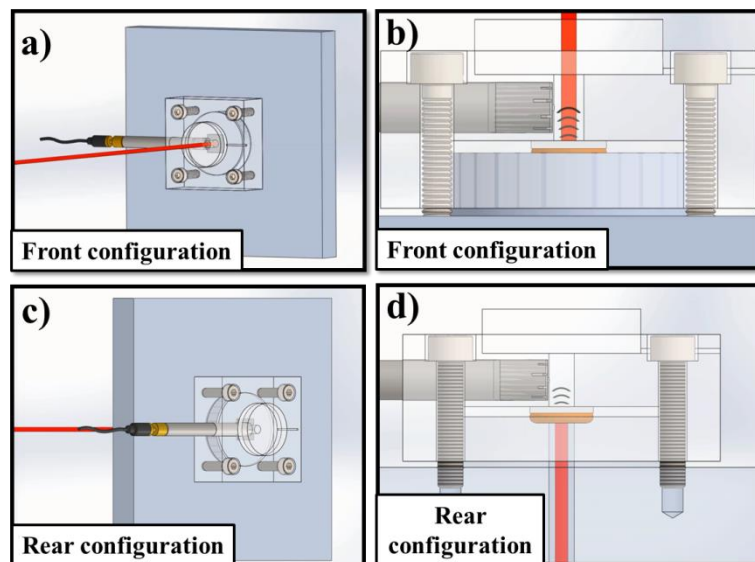 a)
Front configuration
b)
Front configuration
c)
Rear configuration
d)
Rear
configuration